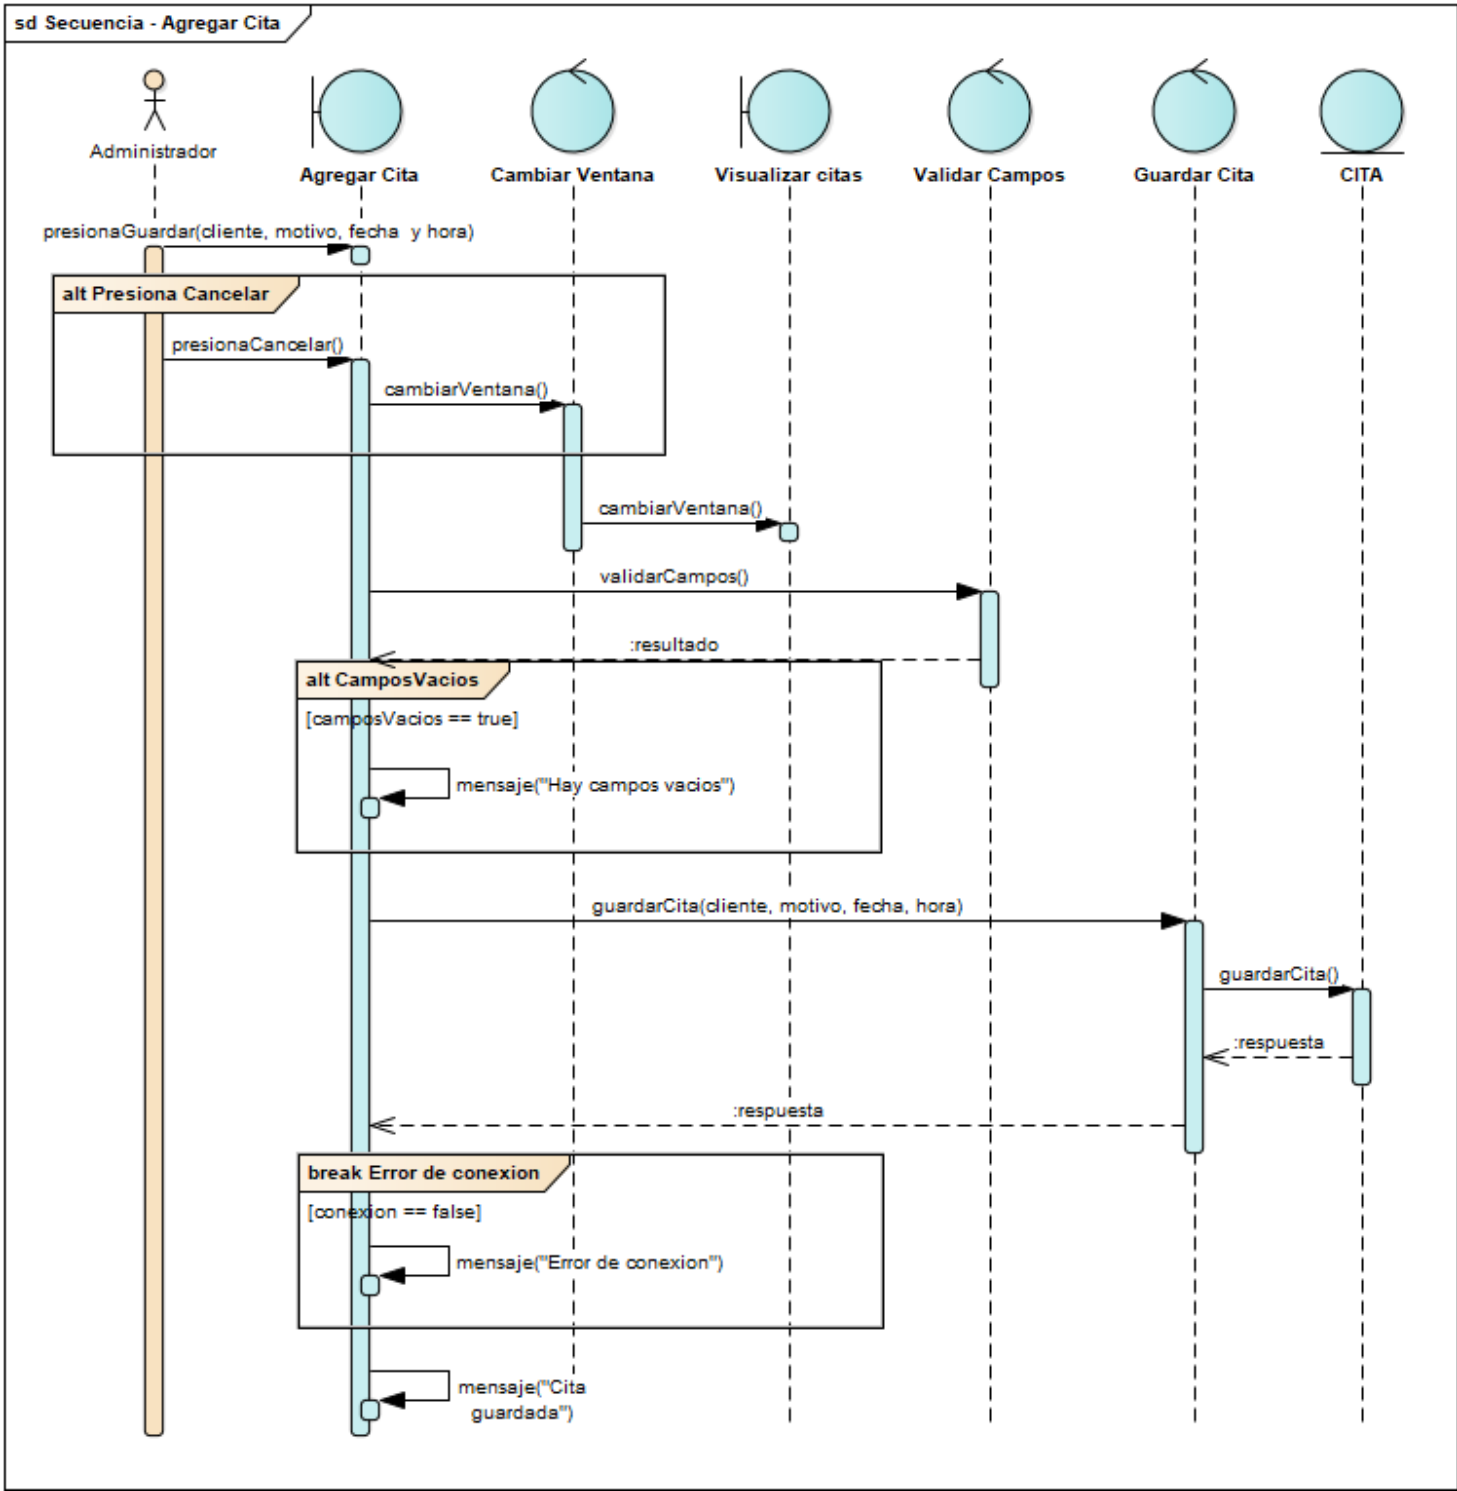 sd Secuencia - Agregar Cita
Administrador
Agregar Cita
Cambiar Ventana
Visualizar citas
Validar Campos
Guardar Cita
CITA
presionaGuardar(cliente, motivo, fecha  y hora)
alt Presiona Cancelar
presionaCancelar()
cambiarVentana()
cambiarVentana()
validarCampos()
:resultado
alt CamposVacios
[camposVacios == true]
mensaje("Hay campos vacios")
guardarCita(cliente, motivo, fecha, hora)
guardarCita()
:respuesta
:respuesta
break Error de conexion
[conexion == false]
mensaje("Error de conexion")
mensaje("Cita
guardada")